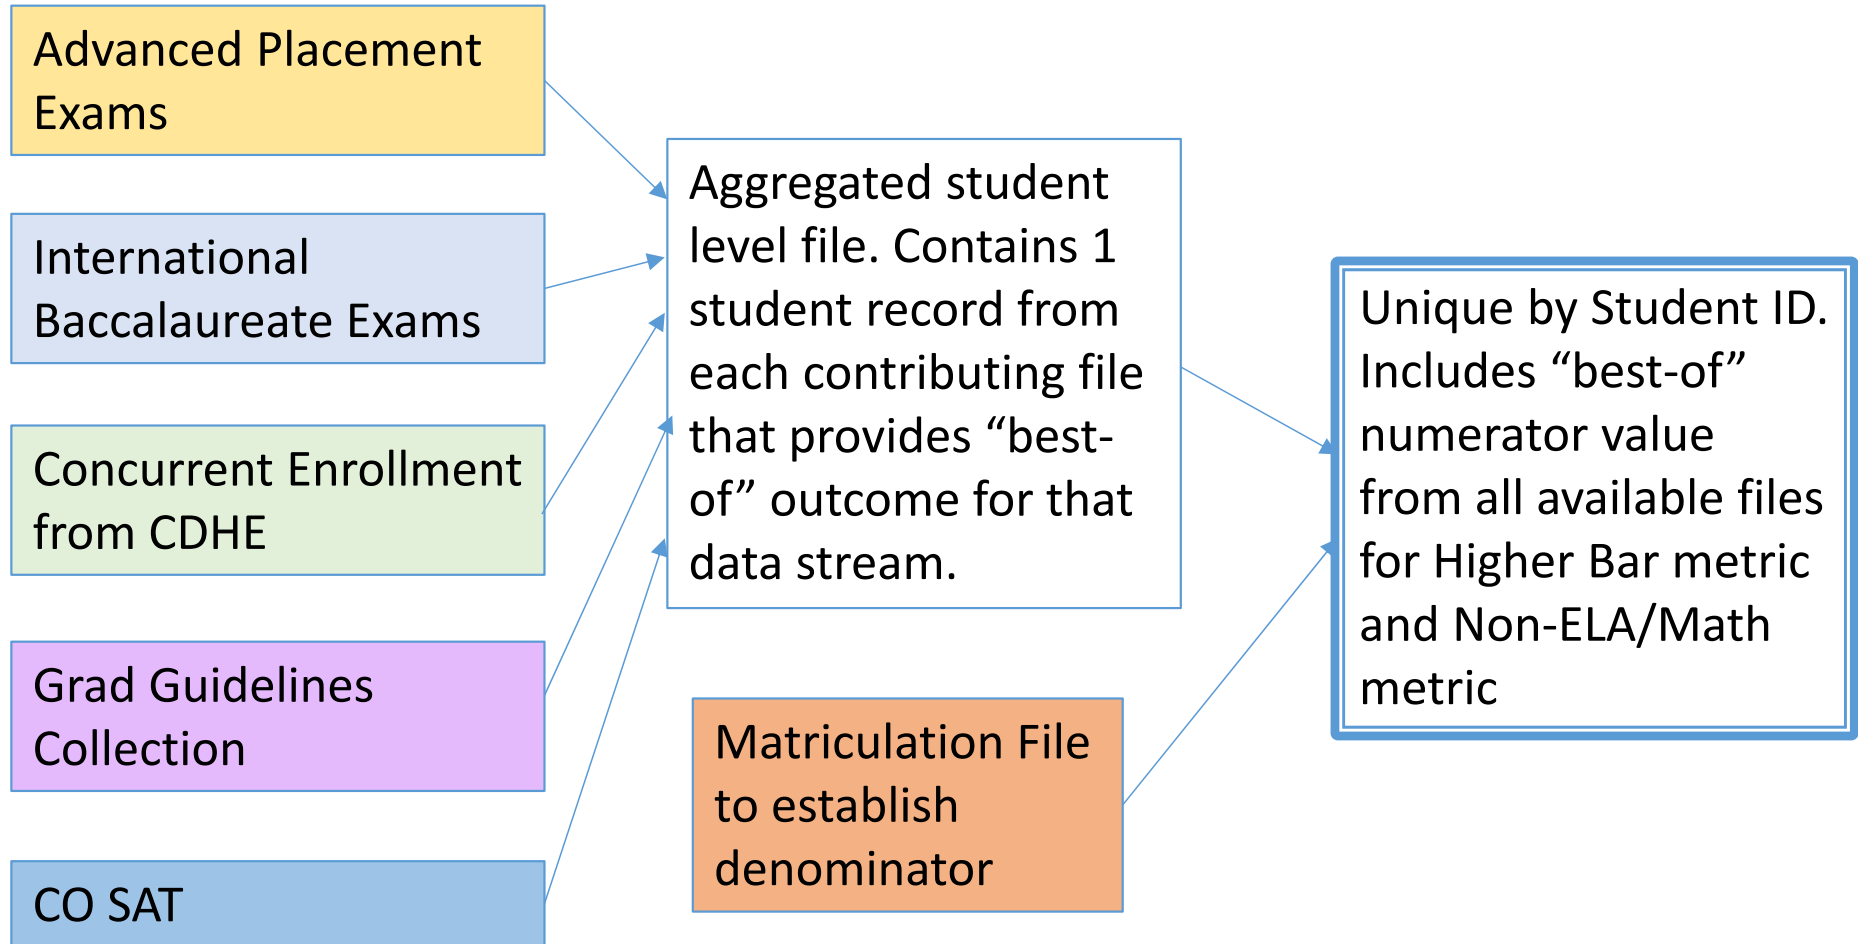 Advanced Placement
Exams
International
Baccalaureate Exams
Concurrent Enrollment
from CDHE
Grad Guidelines
Collection
CO SAT
Aggregated student
level file. Contains 1
student record from
each contributing file
that provides “best-
of” outcome for that
data stream.
Matriculation File
to establish
denominator
Unique by Student ID.
Includes “best-of”
numerator value
from all available files
for Higher Bar metric
and Non-ELA/Math
metric